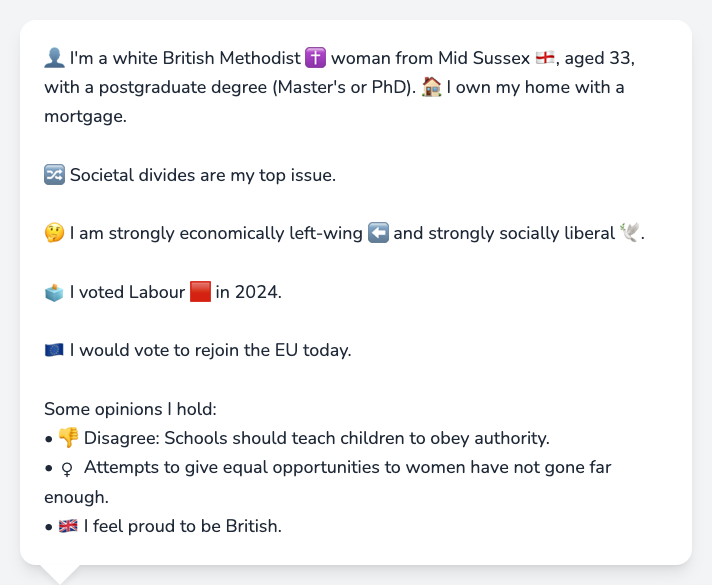 👤 I'm a white British Methodist ✝️ woman from Mid Sussex 🏴󠁧󠁢󠁥󠁮󠁧󠁿, aged 33,
with a postgraduate degree (Master's or PhD). 🏠 I own my home with a
mortgage.
🔀 Societal divides are my top issue.
🤔 I am strongly economically left-wing ⬅️ and strongly socially liberal 🕊️.
🗳️ I voted Labour 🟥 in 2024.
🇪🇺 I would vote to rejoin the EU today.
Some opinions I hold:
• 👎 Disagree: Schools should teach children to obey authority.
• ♀ Attempts to give equal opportunities to women have not gone far
enough.
• 🇬🇧 I feel proud to be British.